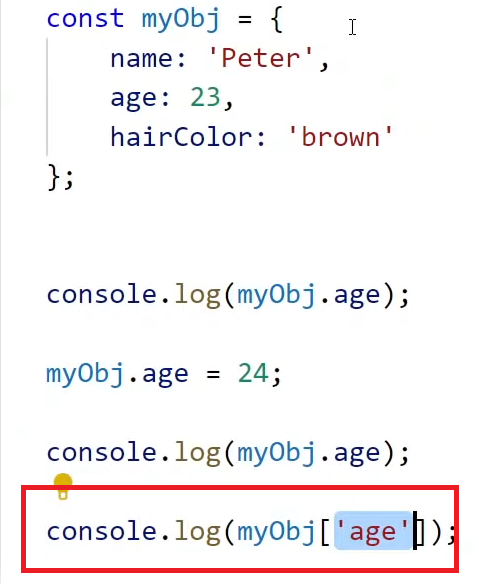 const myObj = {
name: 'Peter',
age: 23,
hairColor: 'brown'
};
console.log(myObj.age);
myObj.age = 24;
console.log(myObj.age);
console.log(myObj['age']);